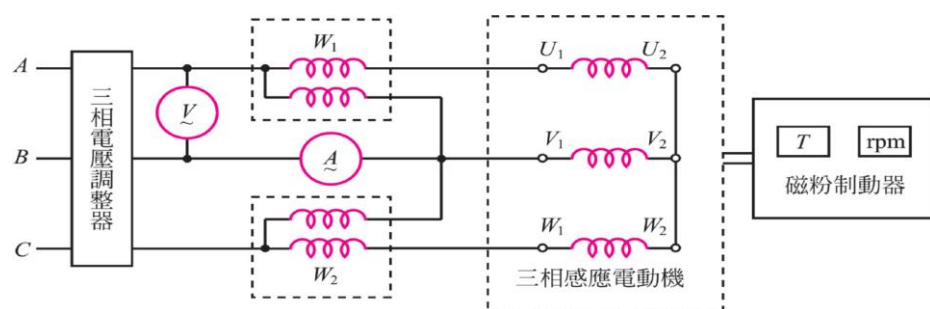 W₁
U₁ U₂
A
V
三相電壓調整器
T rpm
B
A
V₁ V₂
磁粉制動器
C
W₁ W₂
W₂
三相感應電動機